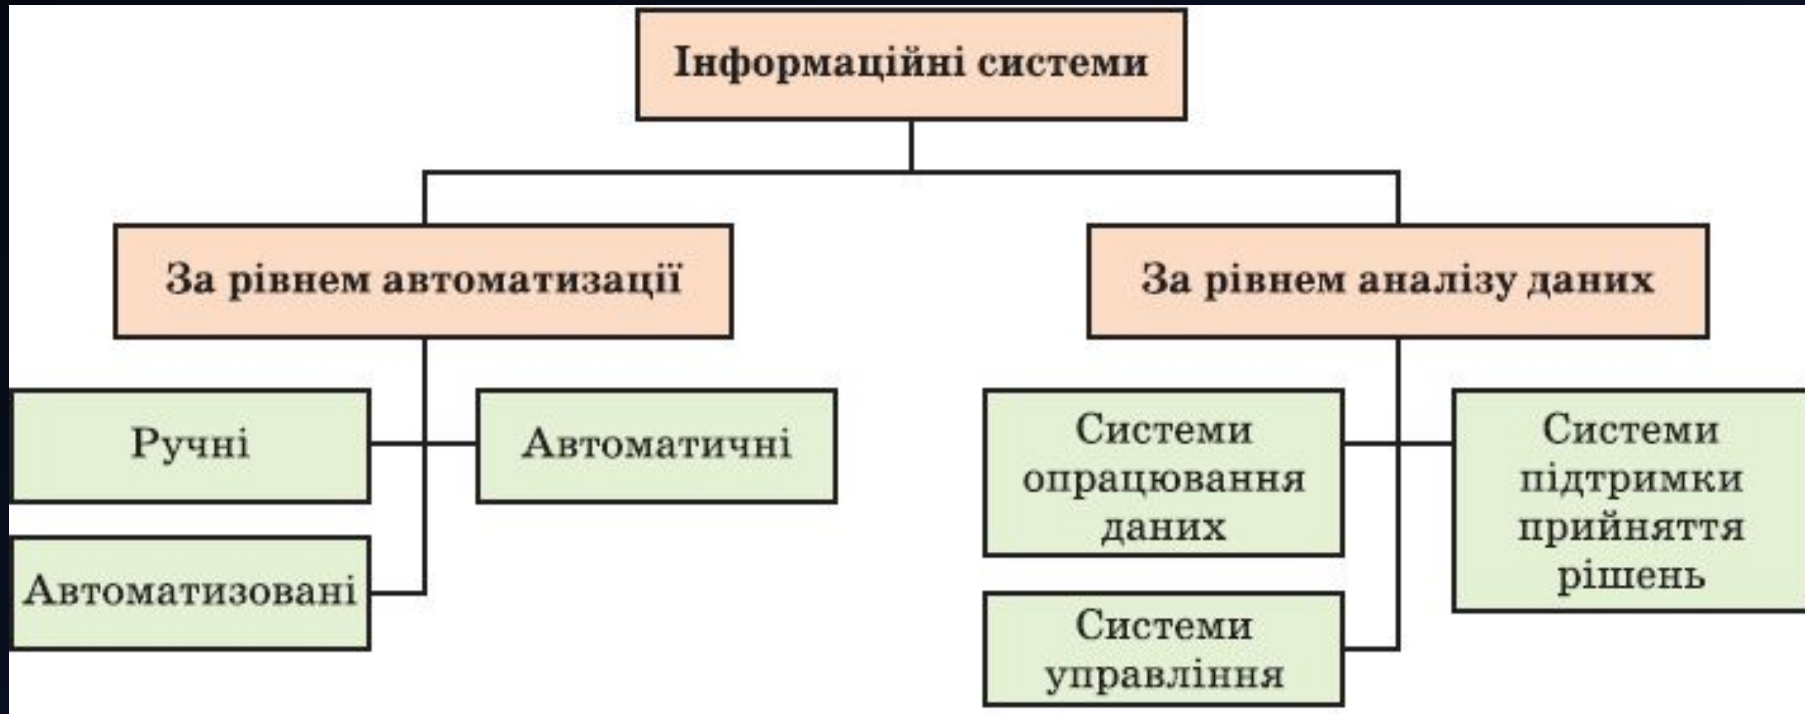 Інформаційні системи
За рівнем автоматизації
За рівнем аналізу даних
Ручні
Автоматичні
Автоматизовані
Системи
опрацювання
даних
Системи
підтримки
прийняття
рішень
Системи
управління